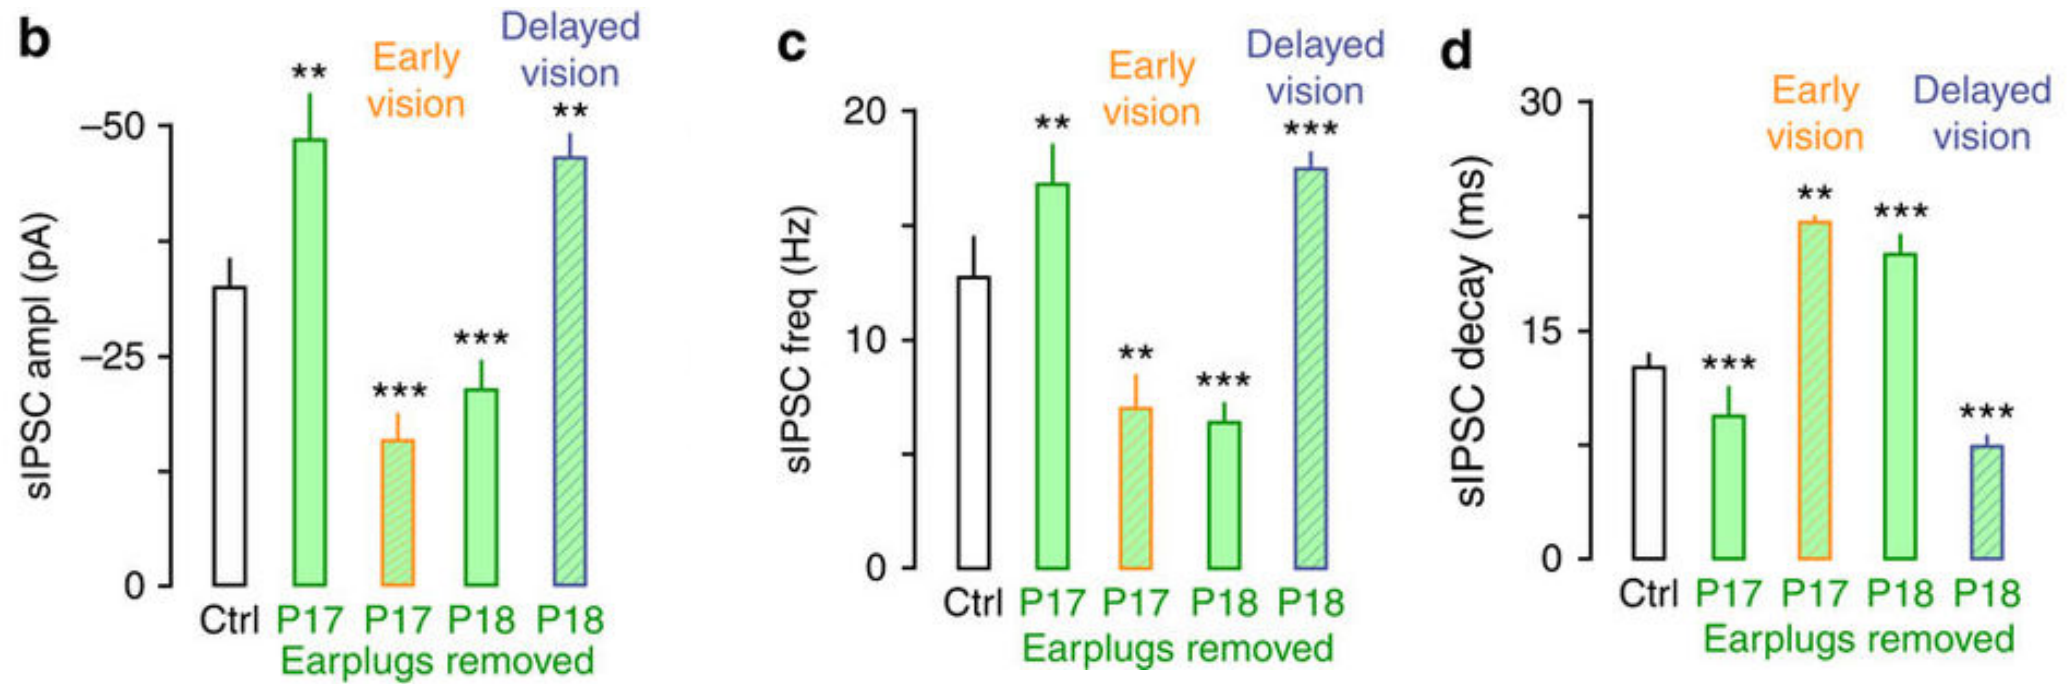 b
Early
vision
Delayed
vision
**
***
***
**
–50
–25
0
sIPSC ampl (pA)
Ctrl P17 P17 P18 P18
Earplugs removed
c
Early
vision
Delayed
vision
**
**
***
***
20
10
0
sIPSC freq (Hz)
Ctrl P17 P17 P18 P18
Earplugs removed
d
Early
vision
Delayed
vision
***
**
***
***
30
15
0
sIPSC decay (ms)
Ctrl P17 P17 P18 P18
Earplugs removed